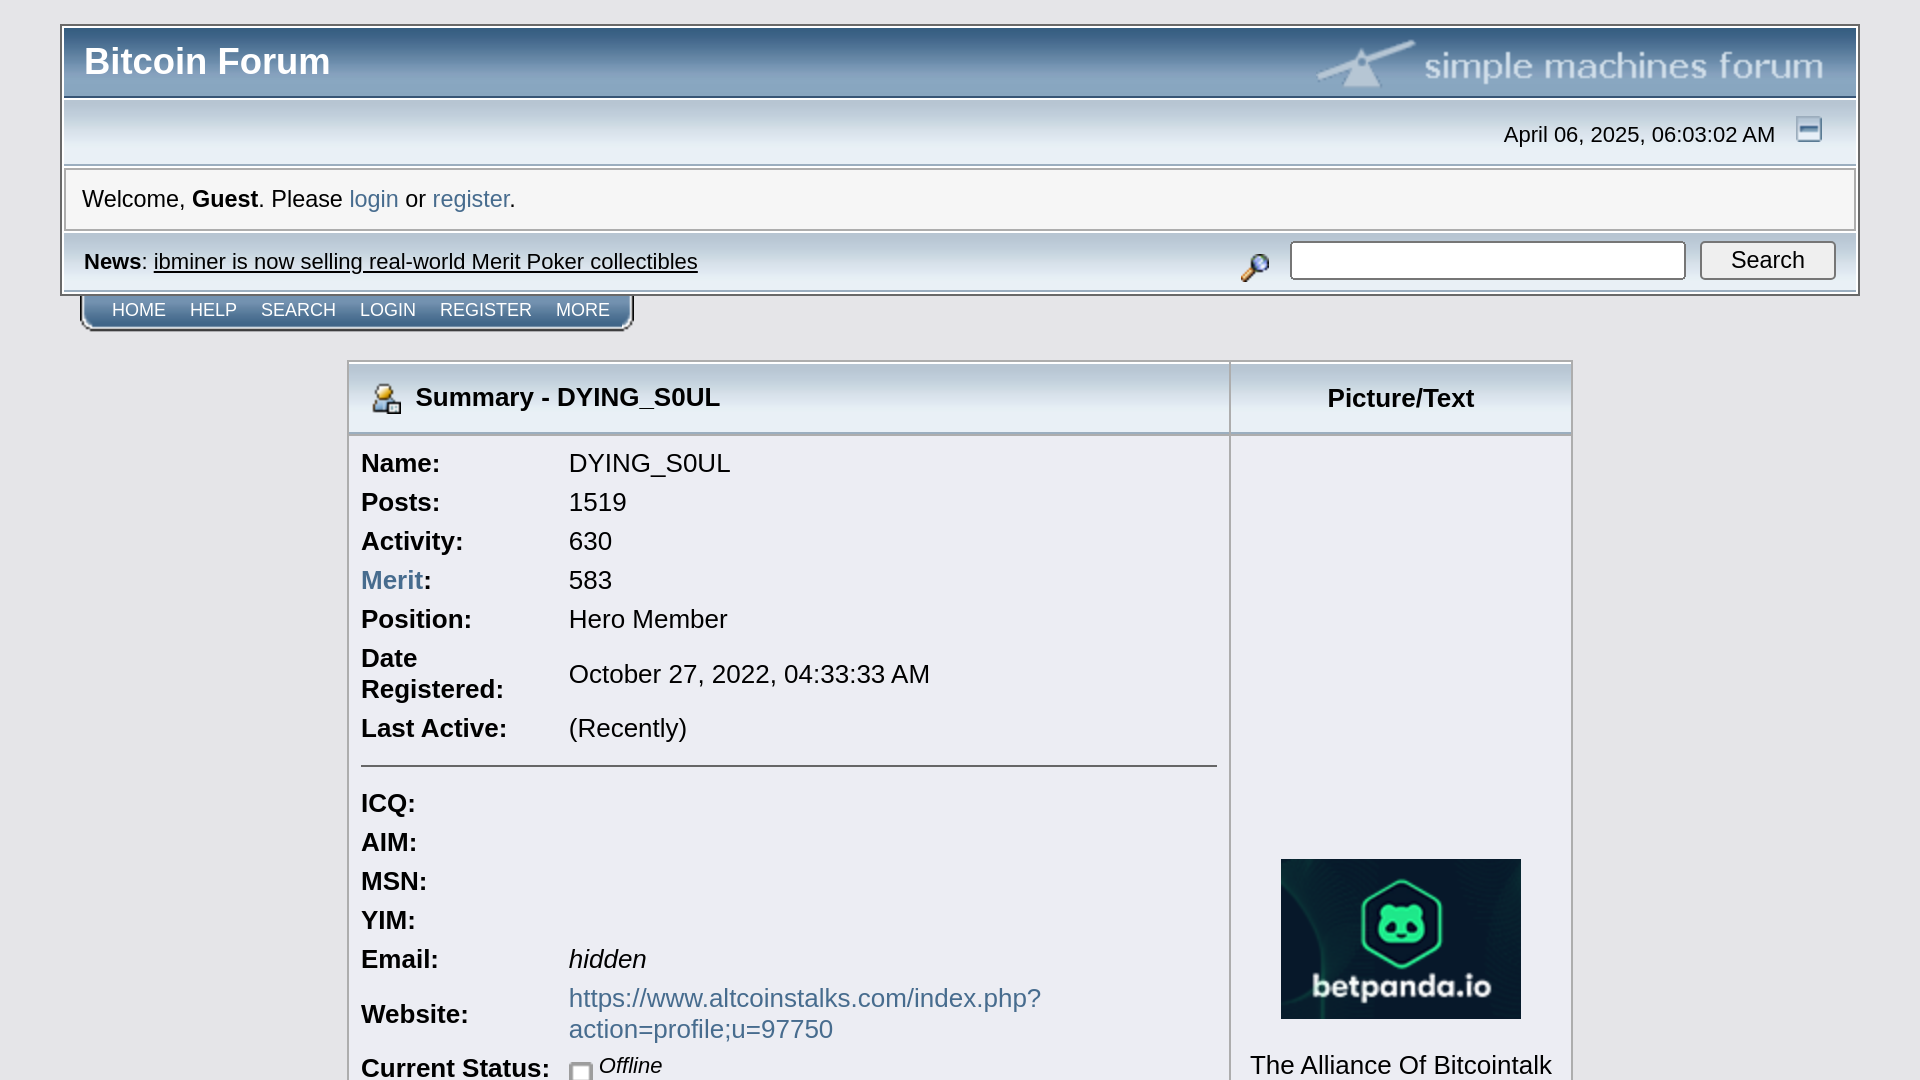 Bitcoin Forum
simple machines forum
April 06, 2025, 06:03:02 AM
Welcome, Guest. Please login or register.
News: ibminer is now selling real-world Merit Poker collectibles
Search
HOME HELP SEARCH LOGIN REGISTER MORE
Summary - DYING_S0UL
Picture/Text
Name: DYING_S0UL
Posts: 1519
Activity: 630
Merit: 583
Position: Hero Member
Date
Registered: October 27, 2022, 04:33:33 AM
Last Active: (Recently)
ICQ:
AIM:
MSN:
YIM:
Email: hidden
Website: https://www.altcoinstalks.com/index.php?
action=profile;u=97750
Current Status: Offline
betpanda.io
The Alliance Of Bitcointalk